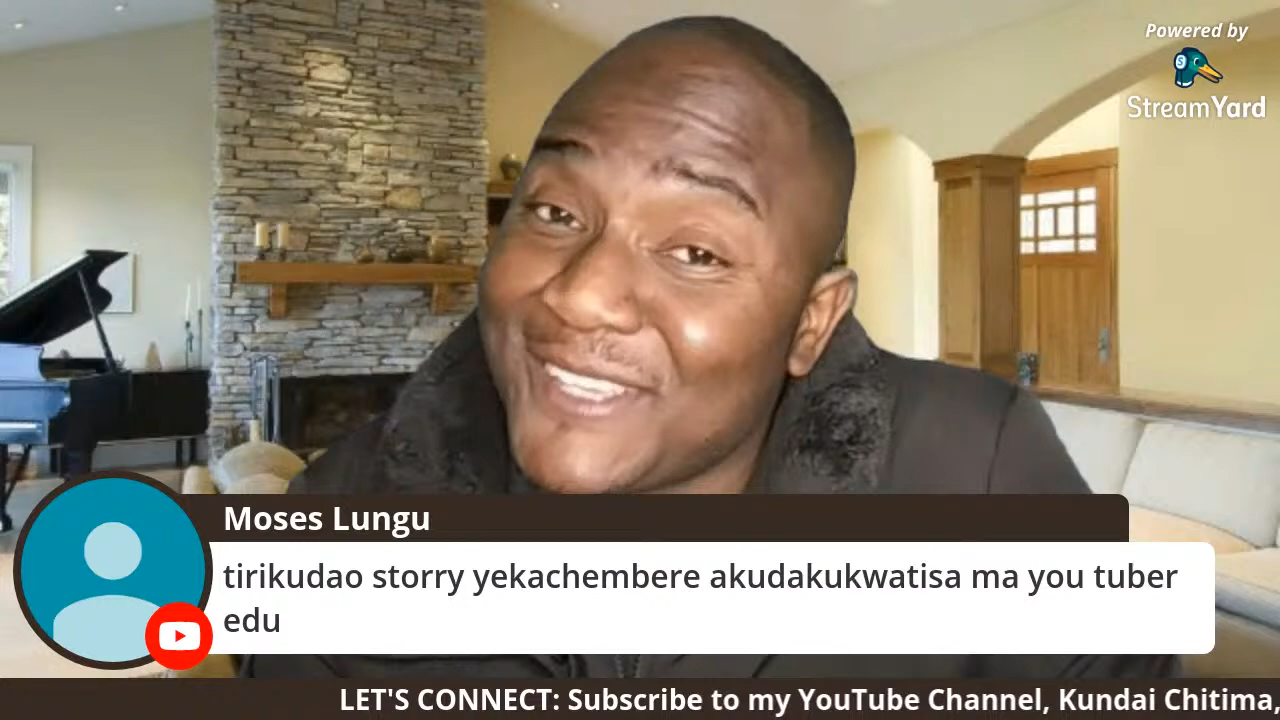 Powered by
StreamYard
Moses Lungu
tirikudao storry yekachembere akudakukwatisa ma you tuber
edu
LET'S CONNECT: Subscribe to my YouTube Channel, Kundai Chitima,